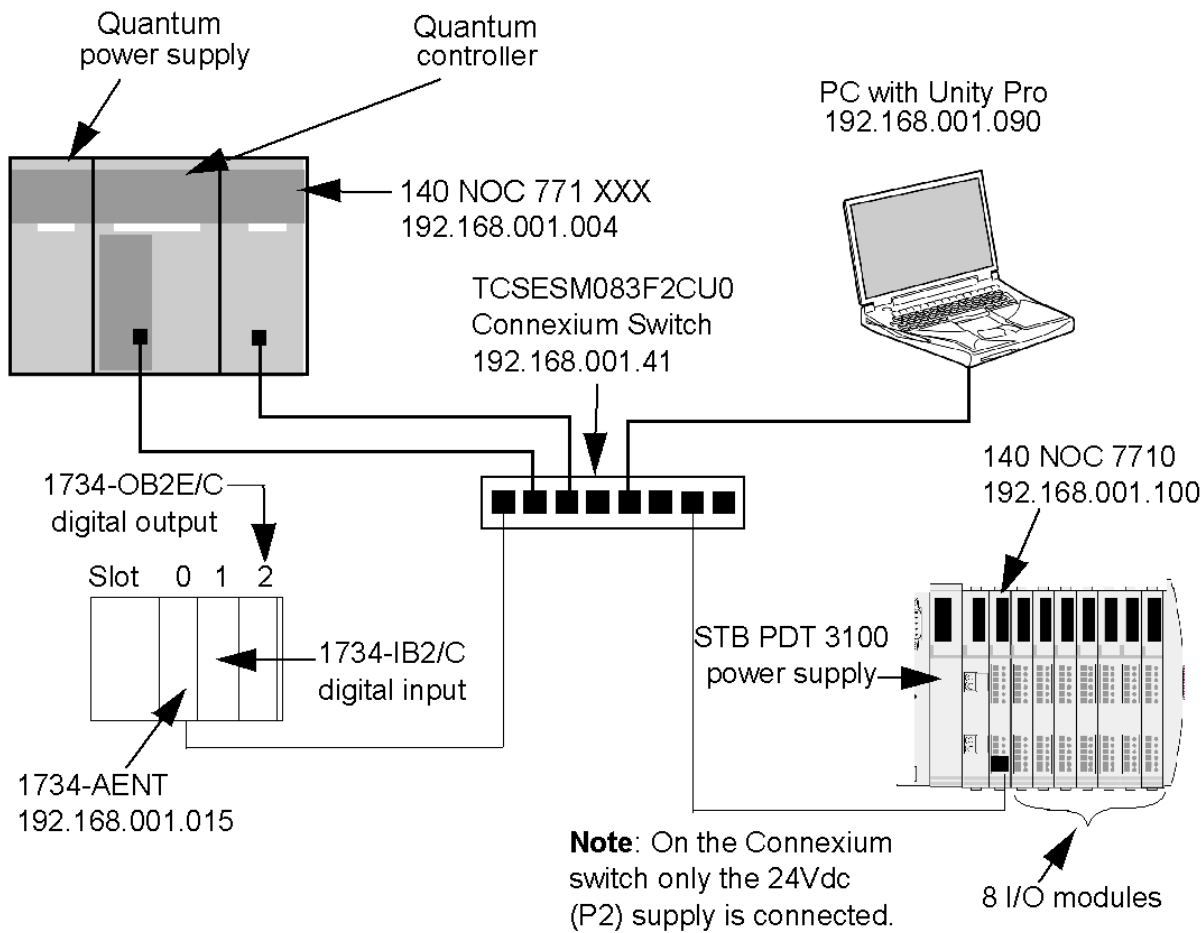 Quantum
power supply
Quantum
controller
PC with Unity Pro
192.168.001.090
140 NOC 771 XXX
192.168.001.004
TCSESM083F2CU0
Connexium Switch
192.168.001.41
140 NOC 7710
192.168.001.100
1734-OB2E/C
digital output
Slot 0 1 2
1734-IB2/C
digital input
STB PDT 3100
power supply
1734-AENT
192.168.001.015
Note: On the Connexium
switch only the 24Vdc
(P2) supply is connected.
8 I/O modules